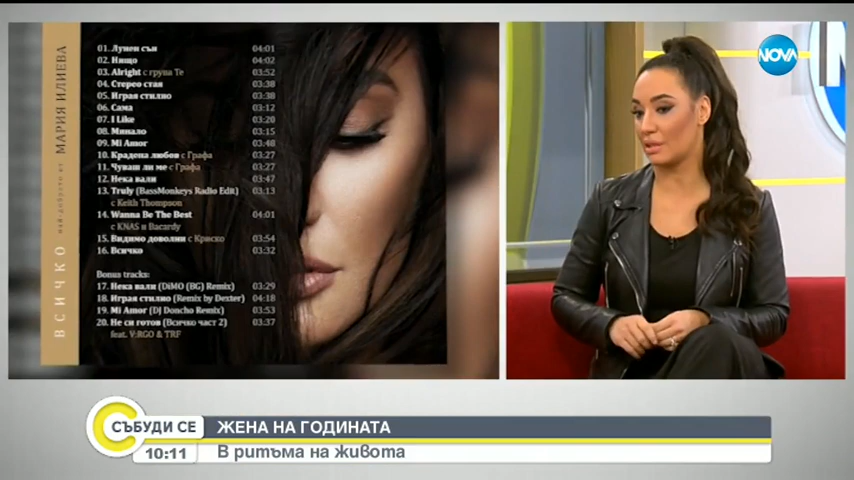 ВСИЧКО най-доброто от МАРИЯ ИЛИЕВА
01. Лунен сън 04:01
02. Нищо 04:02
03. Alright с група Те 03:52
04. Стерео стая 03:38
05. Играя стилно 03:38
06. Сама 03:12
07. I Like 03:20
08. Минало 03:15
09. Mi Amor 03:48
10. Крадена любов с Графа 03:27
11. Чуваш ли ме с Графа 03:27
12. Нека вали 03:47
13. Truly (BassMonkeys Radio Edit) 03:13
с Keith Thompson
14. Wanna Be The Best 04:01
с KNAS и Bacardy
15. Видимо доволни с Криско 03:54
16. Всичко 03:32
Bonus tracks:
17. Нека вали (DiMO (BG) Remix) 03:29
18. Играя стилно (Remix by Dexter) 04:18
19. Mi Amor (DJ Doncho Remix) 03:53
20. Не си готов (Всичко част 2) 03:37
feat. V:RGO & TRF
NOVA
СЪБУДИ СЕ
ЖЕНА НА ГОДИНАТА
10:11
В ритъма на живота